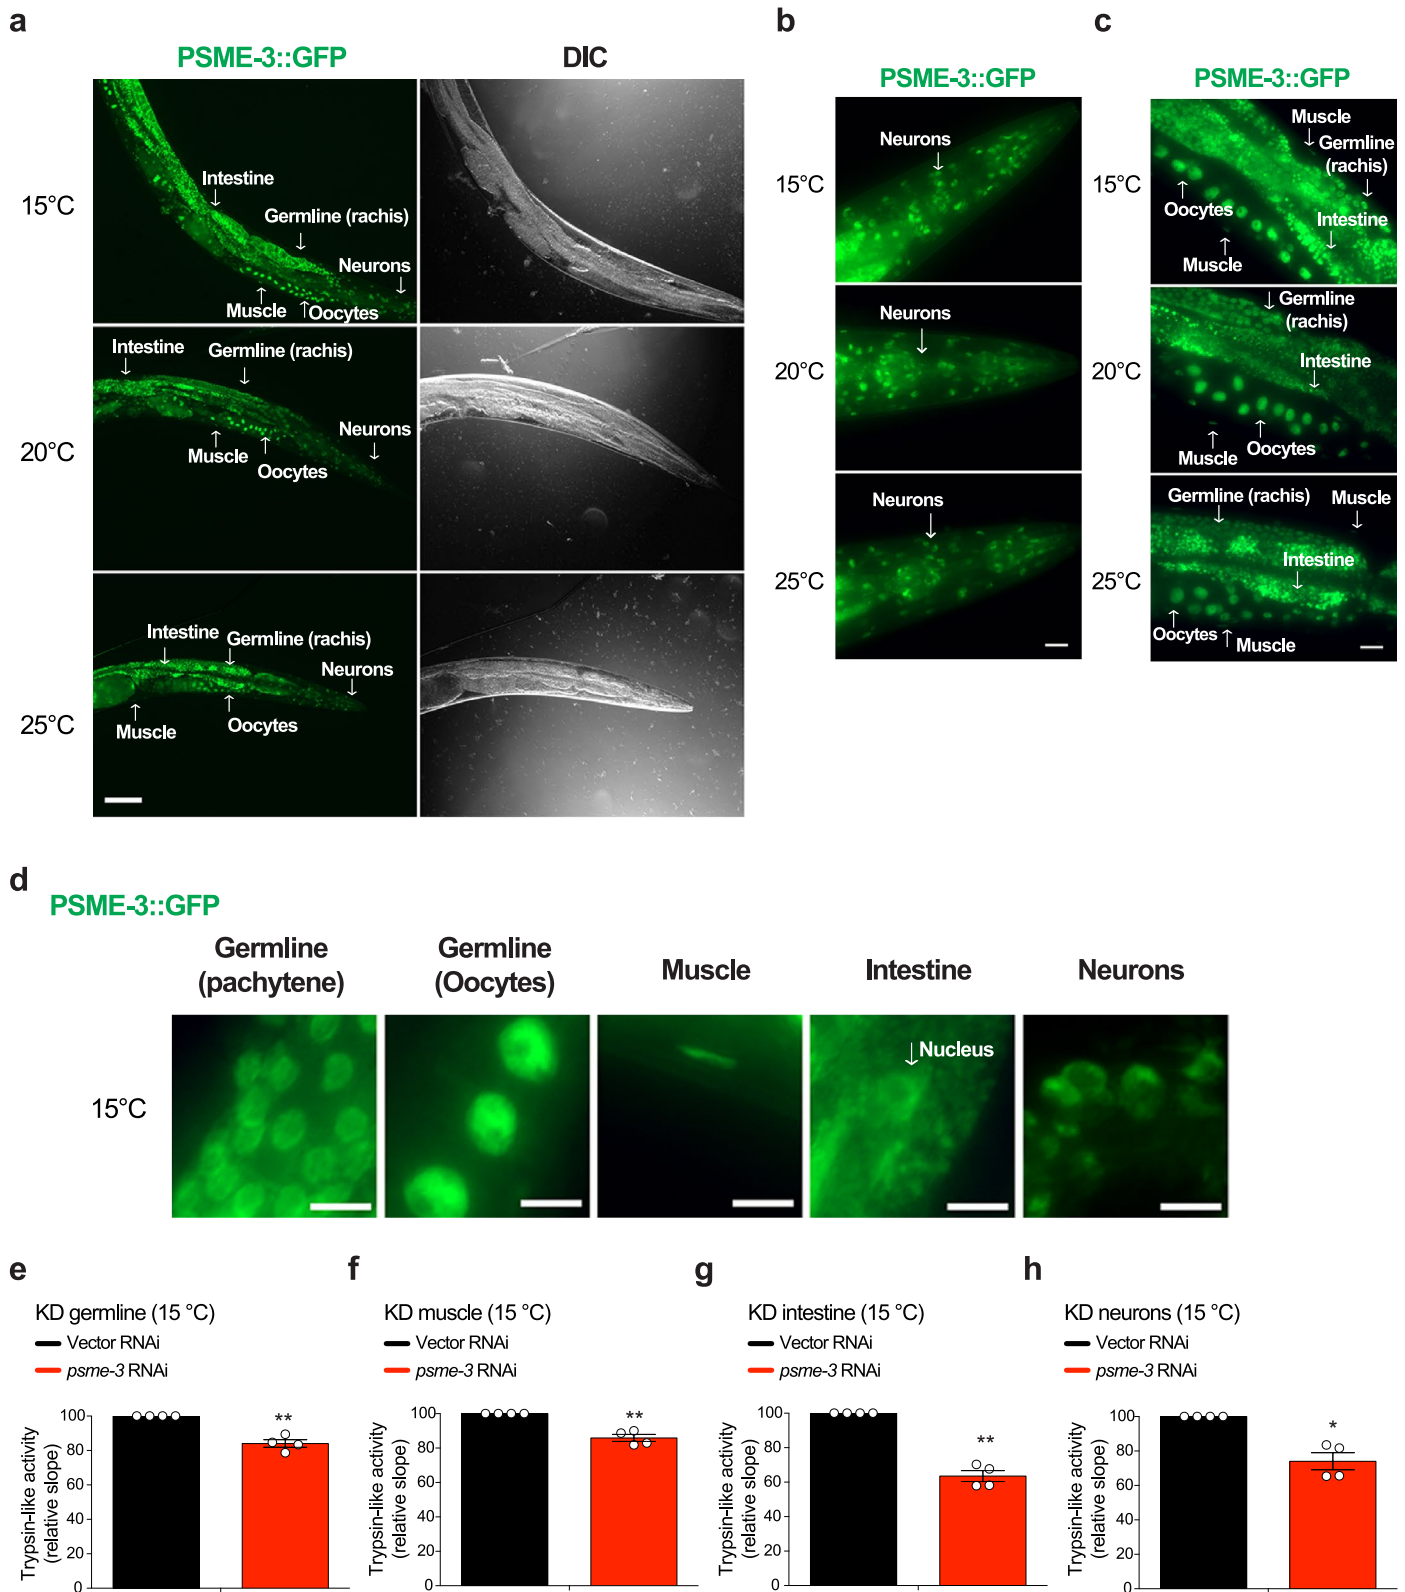 a
PSME-3::GFP
DIC
15°C
Intestine
Germline (rachis)
Neurons
Muscle
Oocytes
20°C
Intestine
Germline (rachis)
Neurons
Muscle
Oocytes
25°C
Intestine
Germline (rachis)
Neurons
Muscle
Oocytes
b
PSME-3::GFP
15°C
Neurons
20°C
Neurons
25°C
Neurons
c
PSME-3::GFP
15°C
Muscle
Germline
(rachis)
Oocytes
Intestine
Muscle
20°C
Germline
(rachis)
Intestine
Muscle
Oocytes
25°C
Germline (rachis)
Muscle
Intestine
Oocytes
Muscle
d
PSME-3::GFP
Germline
(pachytene)
Germline
(Oocytes)
Muscle
Intestine
Neurons
15°C
Nucleus
e
KD germline (15 °C)
Vector RNAi
psme-3 RNAi
Trypsin-like activity
(relative slope)
100
80
60
40
20
0
**
f
KD muscle (15 °C)
Vector RNAi
psme-3 RNAi
Trypsin-like activity
(relative slope)
100
80
60
40
20
0
**
g
KD intestine (15 °C)
Vector RNAi
psme-3 RNAi
Trypsin-like activity
(relative slope)
100
80
60
40
20
0
**
h
KD neurons (15 °C)
Vector RNAi
psme-3 RNAi
Trypsin-like activity
(relative slope)
100
80
60
40
20
0
*